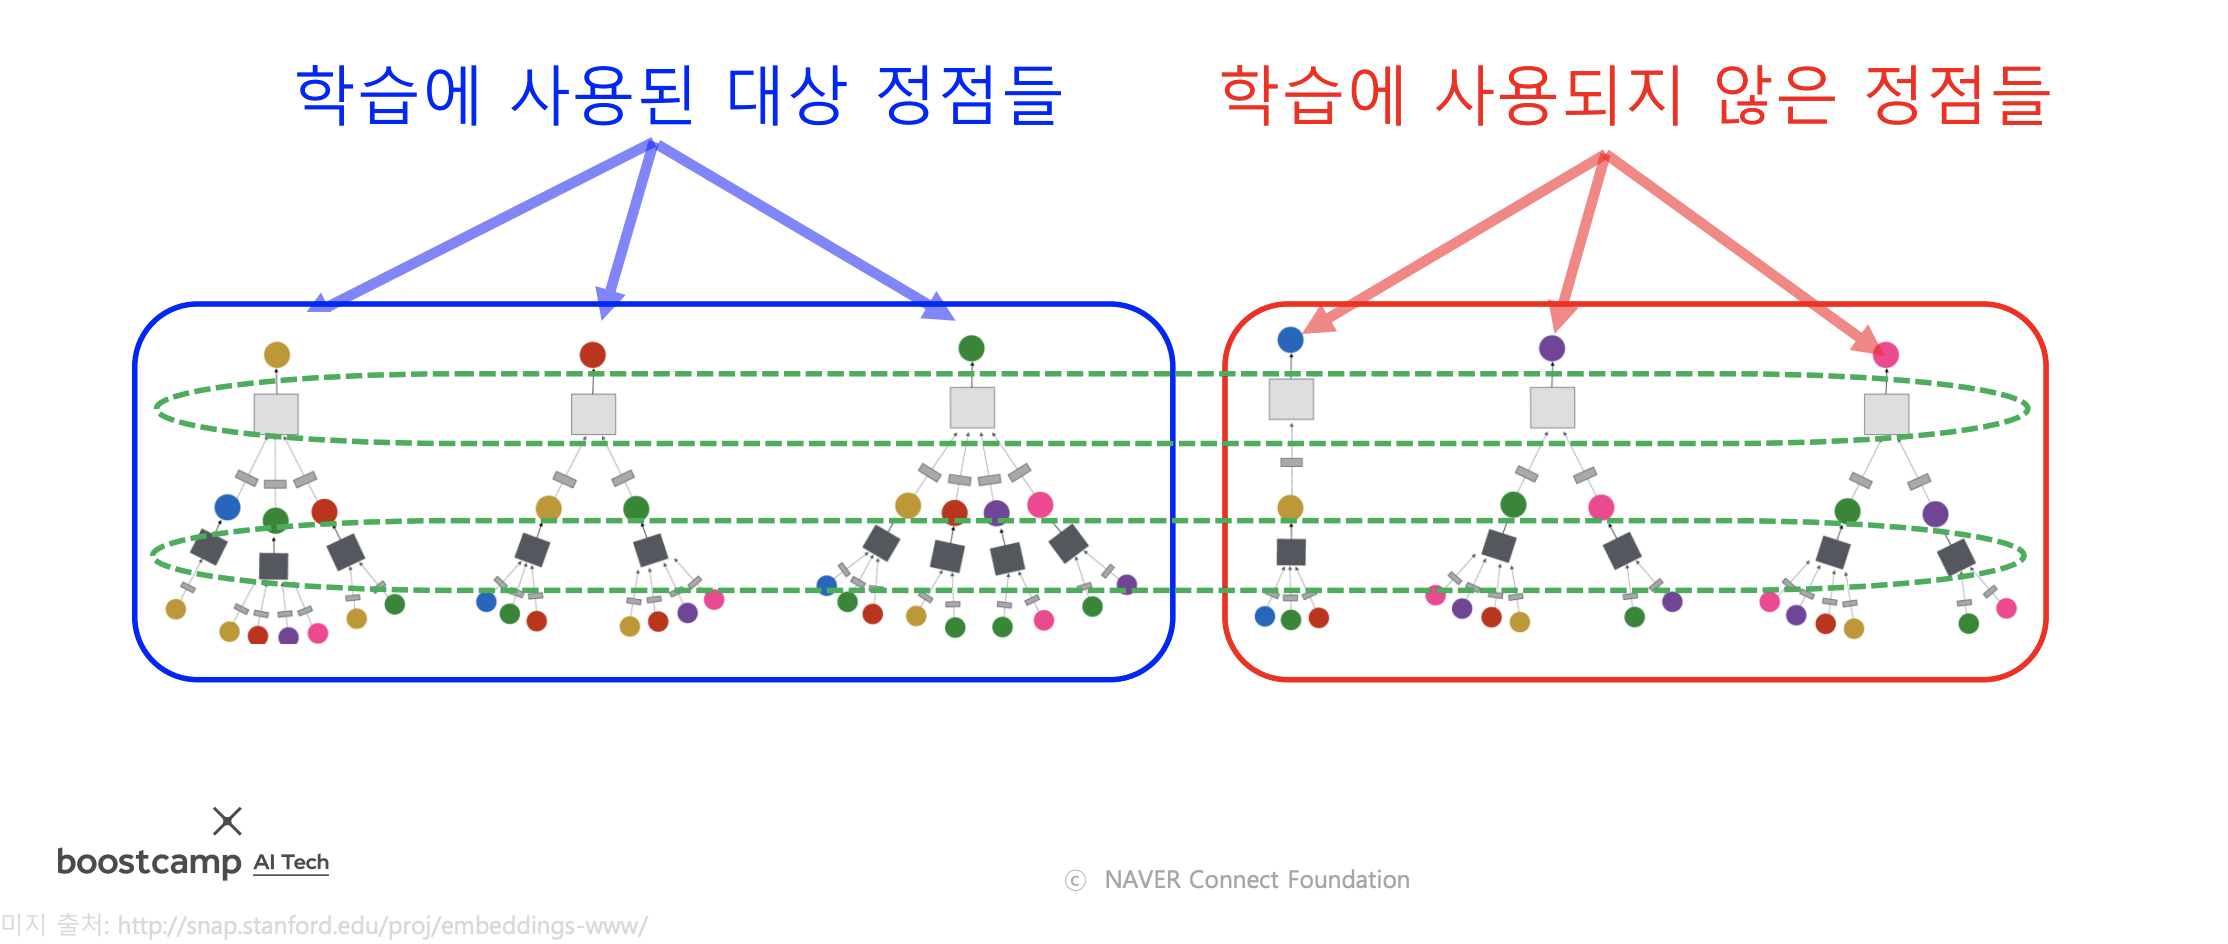 학습에 사용된 대상 정점들
학습에 사용되지 않은 정점들
boostcamp AI Tech
ⓒ NAVER Connect Foundation
미지 출처: http://snap.stanford.edu/proj/embeddings-www/